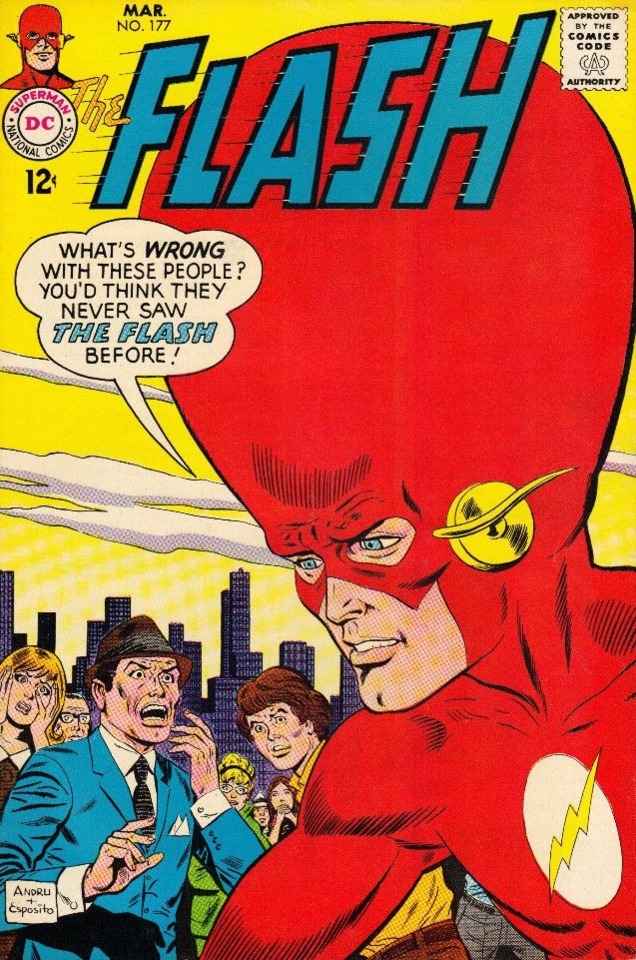 MAR.
NO. 177
APPROVED
BY THE
COMICS
CODE
CA
AUTHORITY
The
FLASH
SUPERMAN
DC
NATIONAL COMICS
12¢
WHAT'S WRONG
WITH THESE PEOPLE?
YOU'D THINK THEY
NEVER SAW
THE FLASH
BEFORE!
ANDRU
+
ESPOSITO